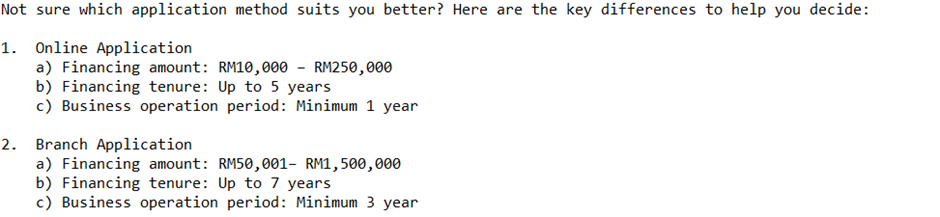 Not sure which application method suits you better? Here are the key differences to help you decide:
1. Online Application
a) Financing amount: RM10,000 – RM250,000
b) Financing tenure: Up to 5 years
c) Business operation period: Minimum 1 year
2. Branch Application
a) Financing amount: RM50,001– RM1,500,000
b) Financing tenure: Up to 7 years
c) Business operation period: Minimum 3 year